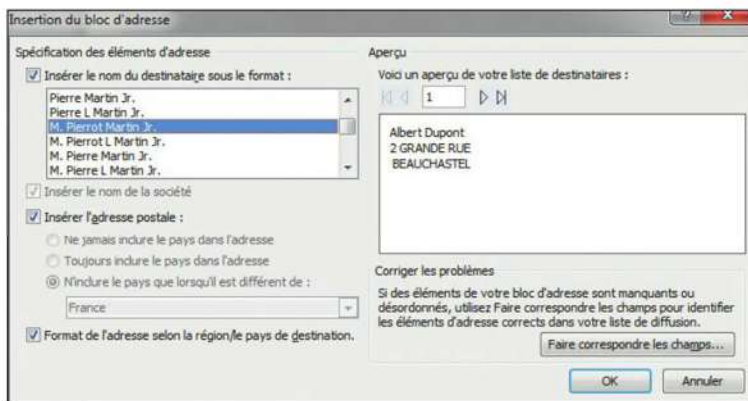 Insertion du bloc d'adresse
Spécification des éléments d'adresse
Insérer le nom du destinataire sous le format :
Pierre Martin Jr.
Pierre L Martin Jr.
M. Pierrot Martin Jr.
M. Pierrot L Martin Jr.
M. Pierre Martin Jr.
M. Pierre L Martin Jr.
Insérer le nom de la société
Insérer l'adresse postale :
Ne jamais inclure le pays dans l'adresse
Toujours inclure le pays dans l'adresse
N'inclure le pays que lorsqu'il est différent de :
France
Format de l'adresse selon la région/le pays de destination.
Aperçu
Voici un aperçu de votre liste de destinataires :
1
Albert Dupont
2 GRANDE RUE
BEAUCHASTEL
Corriger les problèmes
Si des éléments de votre bloc d'adresse sont manquants ou
désordonnés, utilisez Faire correspondre les champs pour identifier
les éléments d'adresse corrects dans votre liste de diffusion.
Faire correspondre les champs...
OK
Annuler